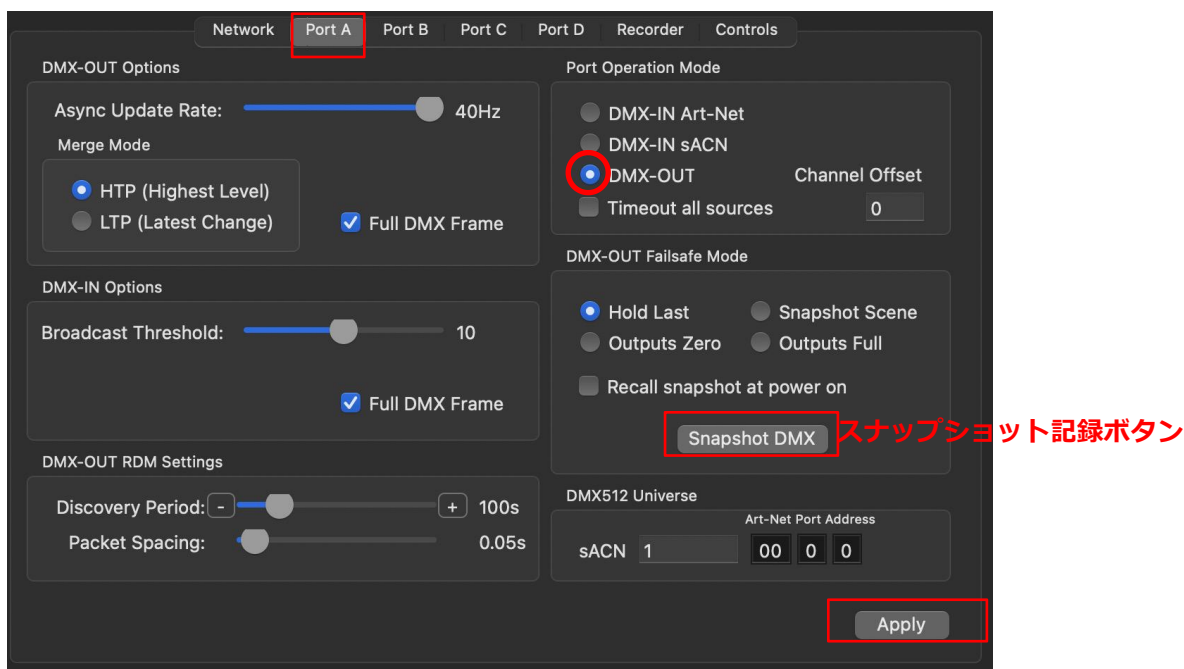 Network Port A Port B Port C Port D Recorder Controls
DMX-OUT Options
Async Update Rate: 40Hz
Merge Mode
HTP (Highest Level)
LTP (Latest Change)
Full DMX Frame
DMX-IN Options
Broadcast Threshold: 10
Full DMX Frame
DMX-OUT RDM Settings
Discovery Period: - + 100s
Packet Spacing: 0.05s
Port Operation Mode
DMX-IN Art-Net
DMX-IN sACN
DMX-OUT Channel Offset
Timeout all sources 0
DMX-OUT Failsafe Mode
Hold Last Snapshot Scene
Outputs Zero Outputs Full
Recall snapshot at power on
Snapshot DMX スナップショット記録ボタン
DMX512 Universe
Art-Net Port Address
sACN 1 00 0 0
Apply